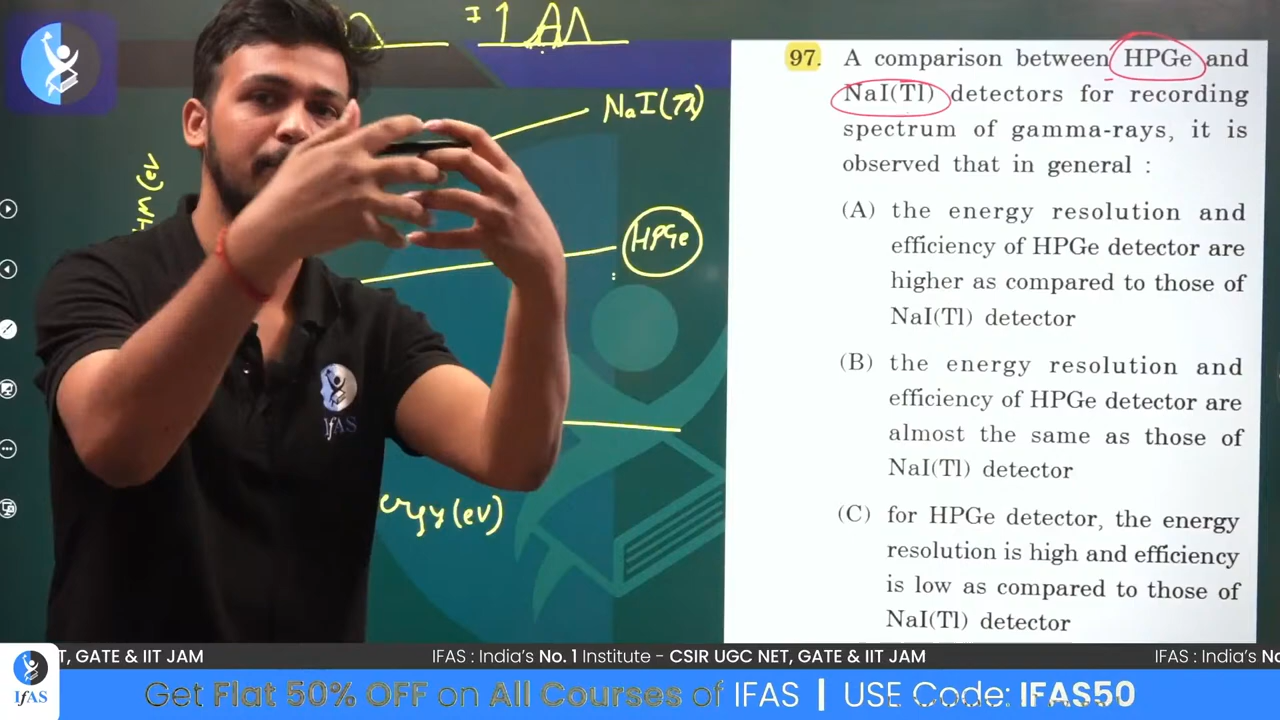 NaI(Tl)
HPGe
ergy (ev)
IfAS
97. A comparison between HPGe and
NaI(Tl) detectors for recording
spectrum of gamma-rays, it is
observed that in general :
(A) the energy resolution and
efficiency of HPGe detector are
higher as compared to those of
NaI(Tl) detector
(B) the energy resolution and
efficiency of HPGe detector are
almost the same as those of
NaI(Tl) detector
(C) for HPGe detector, the energy
resolution is high and efficiency
is low as compared to those of
NaI(Tl) detector
T, GATE & IIT JAM IFAS : India's No. 1 Institute - CSIR UGC NET, GATE & IIT JAM IFAS : India's No
IfAS
Get Flat 50% OFF on All Courses of IFAS | USE Code: IFAS50